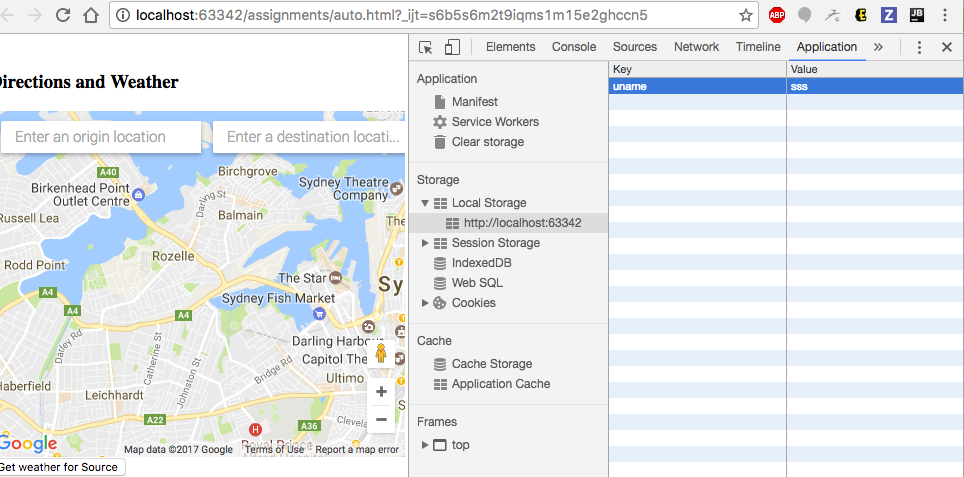 localhost:63342/assignments/auto.html?_ijt=s6b5s6m2t9iqms1m15e2ghccn5
ABP
Z
JB
Directions and Weather
Enter an origin location
Enter a destination locati...
A40
Birchgrove
Birkenhead Point
Outlet Centre
Sydney Theatre
Company
Darling St
Russell Lea
Balmain
The
Rodd Point
Rozelle
The Star
A4
A4
A4
Sy
Sydney Fish Market
Darling Harbour
Capitol The
Darley Rd
Catherine St
Johnston St
Bridge Rd
Ultimo
Haberfield
Leichhardt
A22
A36
Cleve
H
Royal Prince
Alfred Hospital
+
−
Google
Map data ©2017 Google
Terms of Use
Report a map error
Get weather for Source
Elements
Console
Sources
Network
Timeline
Application
»
Application
Manifest
Service Workers
Clear storage
Storage
Local Storage
http://localhost:63342
Session Storage
IndexedDB
Web SQL
Cookies
Cache
Cache Storage
Application Cache
Frames
top
Key
Value
uname
sss